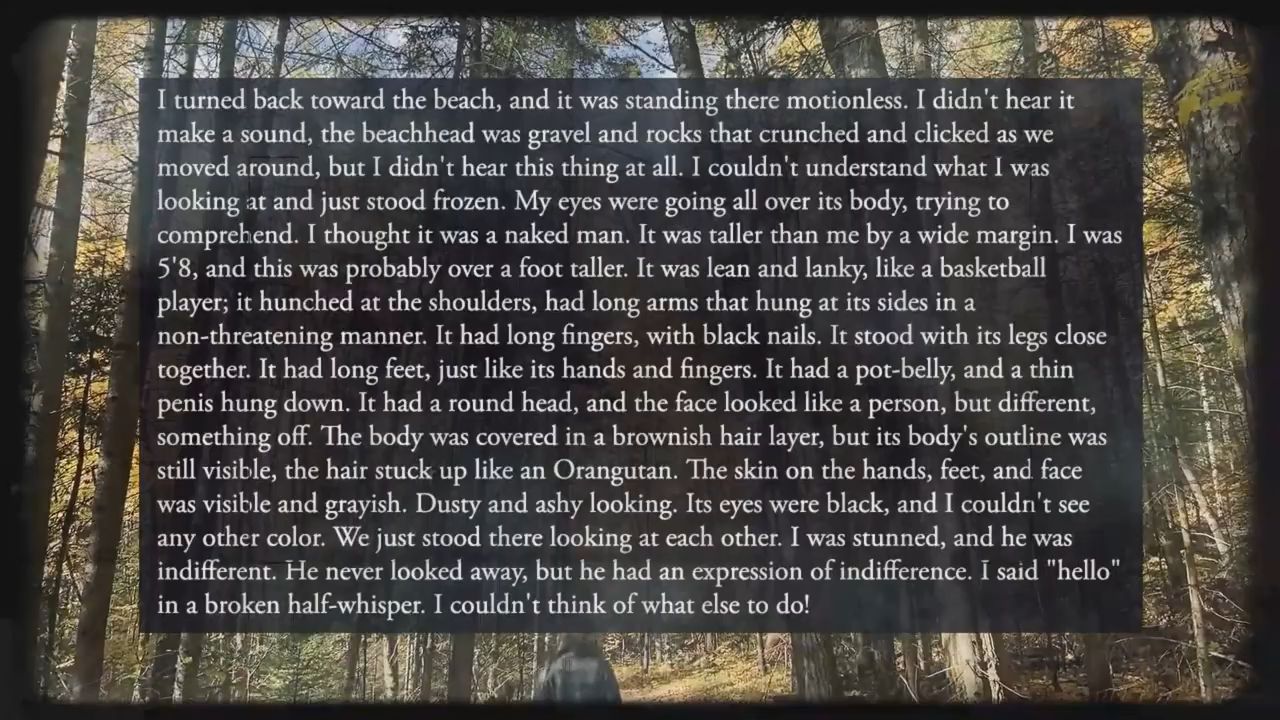 I turned back toward the beach, and it was standing there motionless. I didn't hear it
make a sound, the beachhead was gravel and rocks that crunched and clicked as we
moved around, but I didn't hear this thing at all. I couldn't understand what I was
looking at and just stood frozen. My eyes were going all over its body, trying to
comprehend. I thought it was a naked man. It was taller than me by a wide margin. I was
5'8, and this was probably over a foot taller. It was lean and lanky, like a basketball
player; it hunched at the shoulders, had long arms that hung at its sides in a
non-threatening manner. It had long fingers, with black nails. It stood with its legs close
together. It had long feet, just like its hands and fingers. It had a pot-belly, and a thin
penis hung down. It had a round head, and the face looked like a person, but different,
something off. The body was covered in a brownish hair layer, but its body's outline was
still visible, the hair stuck up like an Orangutan. The skin on the hands, feet, and face
was visible and grayish. Dusty and ashy looking. Its eyes were black, and I couldn't see
any other color. We just stood there looking at each other. I was stunned, and he was
indifferent. He never looked away, but he had an expression of indifference. I said "hello"
in a broken half-whisper. I couldn't think of what else to do!